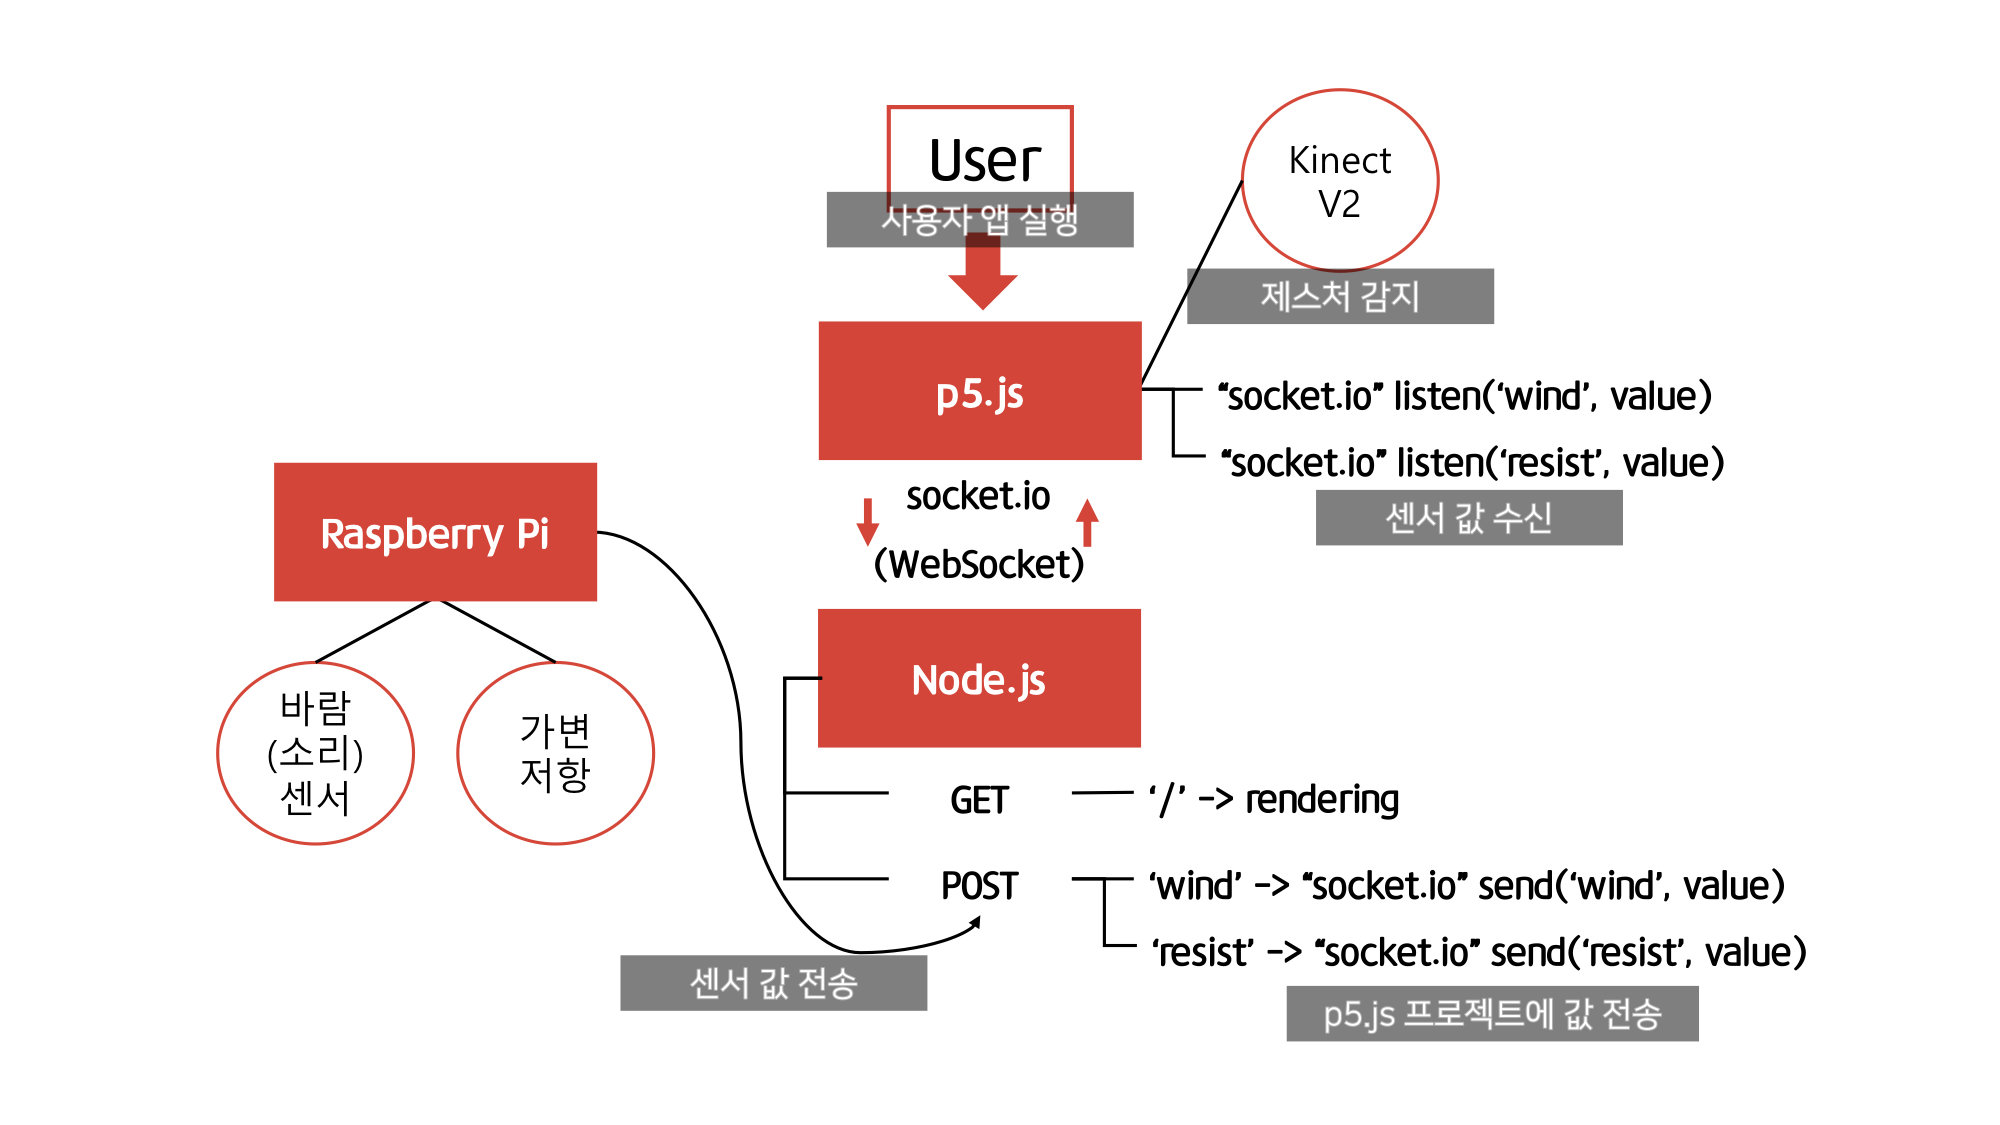 User
사용자 앱 실행
Kinect
V2
제스처 감지
p5.js
“socket.io” listen(‘wind’, value)
“socket.io” listen(‘resist’, value)
센서 값 수신
socket.io
(WebSocket)
Raspberry Pi
바람
(소리)
센서
가변
저항
Node.js
GET
‘/’ -> rendering
POST
‘wind’ -> “socket.io” send(‘wind’, value)
‘resist’ -> “socket.io” send(‘resist’, value)
센서 값 전송
p5.js 프로젝트에 값 전송